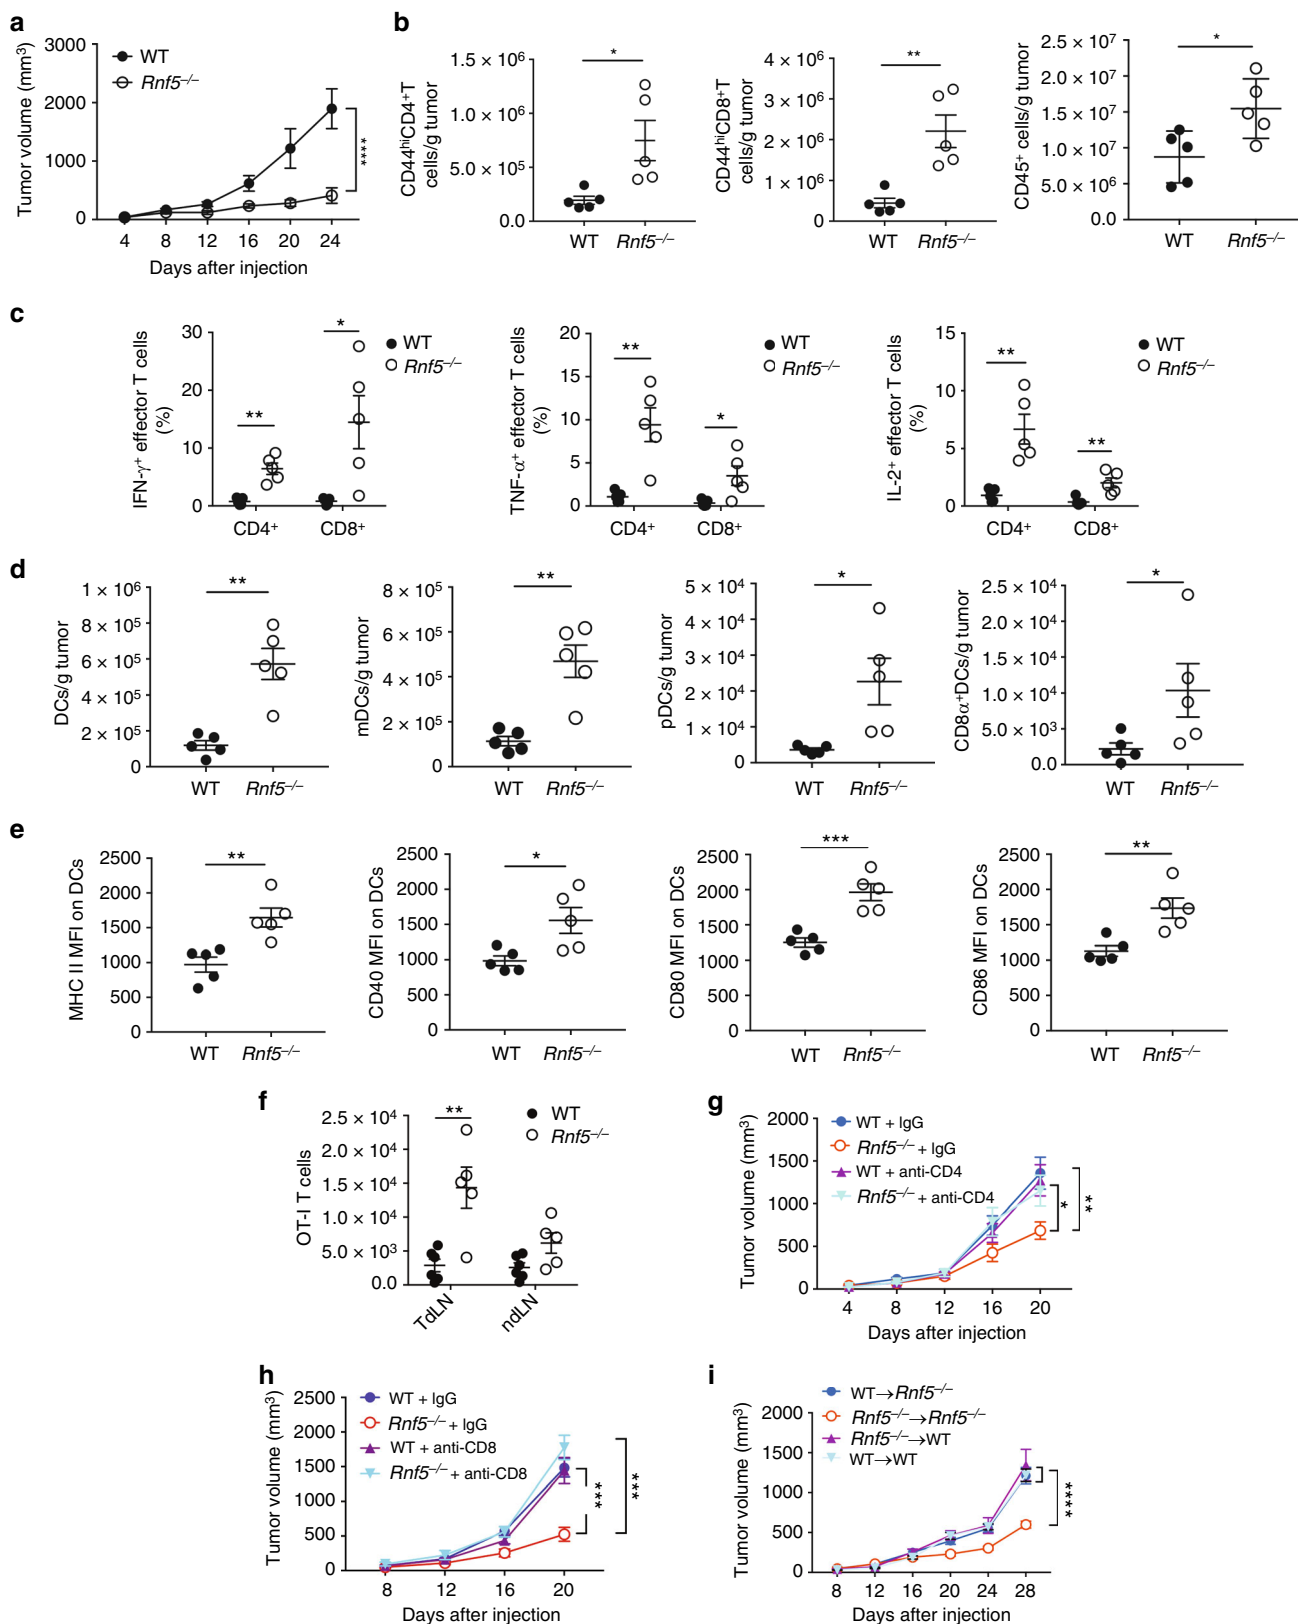 a
Tumor volume (mm³)
3000
2000
1000
0
4 8 12 16 20 24
Days after injection
WT
Rnf5⁻/⁻
****
b
CD44ʰⁱCD4⁺T
cells/g tumor
1.5 × 10⁶
1.0 × 10⁶
5.0 × 10⁵
0.0
*
WT Rnf5⁻/⁻
CD44ʰⁱCD8⁺T
cells/g tumor
4 × 10⁶
3 × 10⁶
2 × 10⁶
1 × 10⁶
0
**
WT Rnf5⁻/⁻
CD45⁺ cells/g tumor
2.5 × 10⁷
2.0 × 10⁷
1.5 × 10⁷
1.0 × 10⁷
5.0 × 10⁶
0.0
*
WT Rnf5⁻/⁻
c
IFN-γ⁺ effector T cells
(%)
30
20
10
0
** *
CD4⁺ CD8⁺
WT
Rnf5⁻/⁻
TNF-α⁺ effector T cells
(%)
20
15
10
5
0
** *
CD4⁺ CD8⁺
WT
Rnf5⁻/⁻
IL-2⁺ effector T cells
(%)
15
10
5
0
** **
CD4⁺ CD8⁺
WT
Rnf5⁻/⁻
d
DCs/g tumor
1 × 10⁶
8 × 10⁵
6 × 10⁵
4 × 10⁵
2 × 10⁵
0
**
WT Rnf5⁻/⁻
mDCs/g tumor
8 × 10⁵
6 × 10⁵
4 × 10⁵
2 × 10⁵
0
**
WT Rnf5⁻/⁻
pDCs/g tumor
5 × 10⁴
4 × 10⁴
3 × 10⁴
2 × 10⁴
1 × 10⁴
0
*
WT Rnf5⁻/⁻
CD8α⁺DCs/g tumor
2.5 × 10⁴
2 × 10⁴
1.5 × 10⁴
1.0 × 10⁴
5.0 × 10³
0.0
*
WT Rnf5⁻/⁻
e
MHC II MFI on DCs
2500
2000
1500
1000
500
0
**
WT Rnf5⁻/⁻
CD40 MFI on DCs
2500
2000
1500
1000
500
0
*
WT Rnf5⁻/⁻
CD80 MFI on DCs
2500
2000
1500
1000
500
0
***
WT Rnf5⁻/⁻
CD86 MFI on DCs
2500
2000
1500
1000
500
0
**
WT Rnf5⁻/⁻
f
OT-I T cells
2.5 × 10⁴
2.0 × 10⁴
1.5 × 10⁴
1.0 × 10⁴
5.0 × 10³
0.0
**
TdLN ndLN
WT
Rnf5⁻/⁻
g
Tumor volume (mm³)
2000
1500
1000
500
0
4 8 12 16 20
Days after injection
WT + IgG
Rnf5⁻/⁻ + IgG
WT + anti-CD4
Rnf5⁻/⁻ + anti-CD4
* **
h
Tumor volume (mm³)
2500
2000
1500
1000
500
0
8 12 16 20
Days after injection
WT + IgG
Rnf5⁻/⁻ + IgG
WT + anti-CD8
Rnf5⁻/⁻ + anti-CD8
*** ***
i
Tumor volume (mm³)
2000
1500
1000
500
0
8 12 16 20 24 28
Days after injection
WT→Rnf5⁻/⁻
Rnf5⁻/⁻→Rnf5⁻/⁻
Rnf5⁻/⁻→WT
WT→WT
****